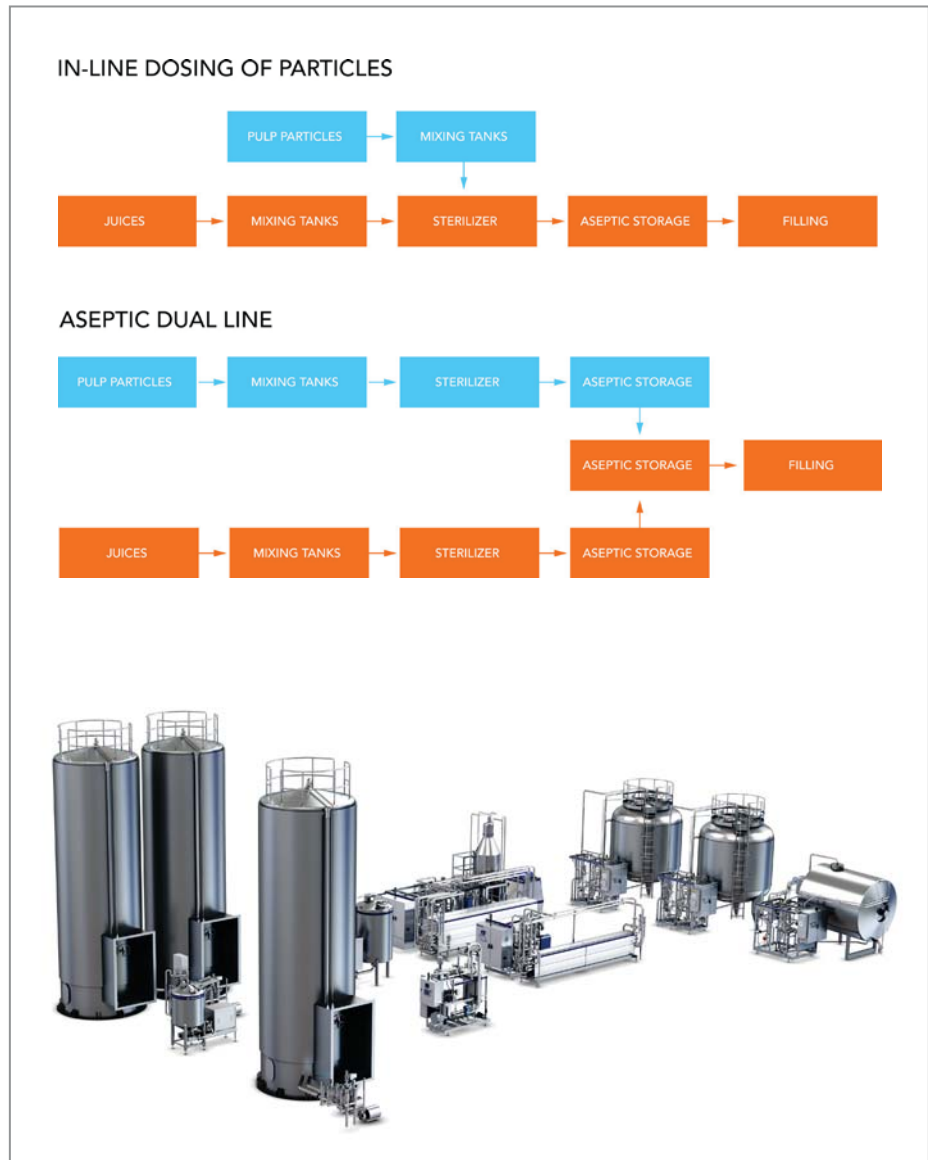 IN-LINE DOSING OF PARTICLES
PULP PARTICLES
MIXING TANKS
JUICES
MIXING TANKS
STERILIZER
ASEPTIC STORAGE
FILLING
ASEPTIC DUAL LINE
PULP PARTICLES
MIXING TANKS
STERILIZER
ASEPTIC STORAGE
ASEPTIC STORAGE
FILLING
JUICES
MIXING TANKS
STERILIZER
ASEPTIC STORAGE